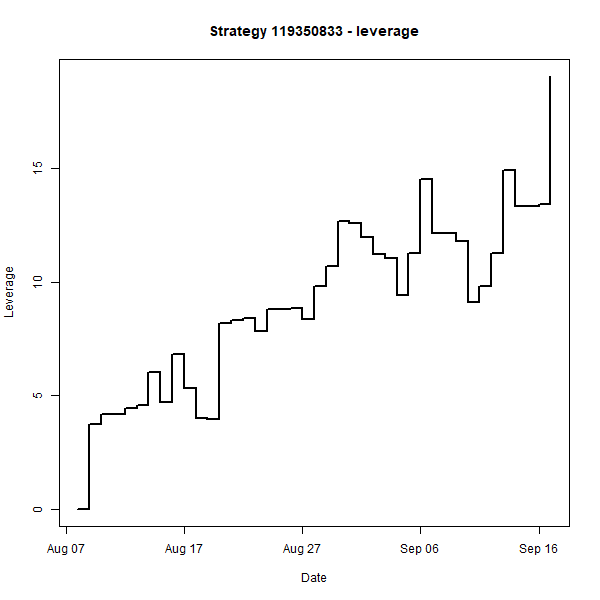 Strategy 119350833 - leverage
Leverage
15
10
5
0
Aug 07 Aug 17 Aug 27 Sep 06 Sep 16
Date